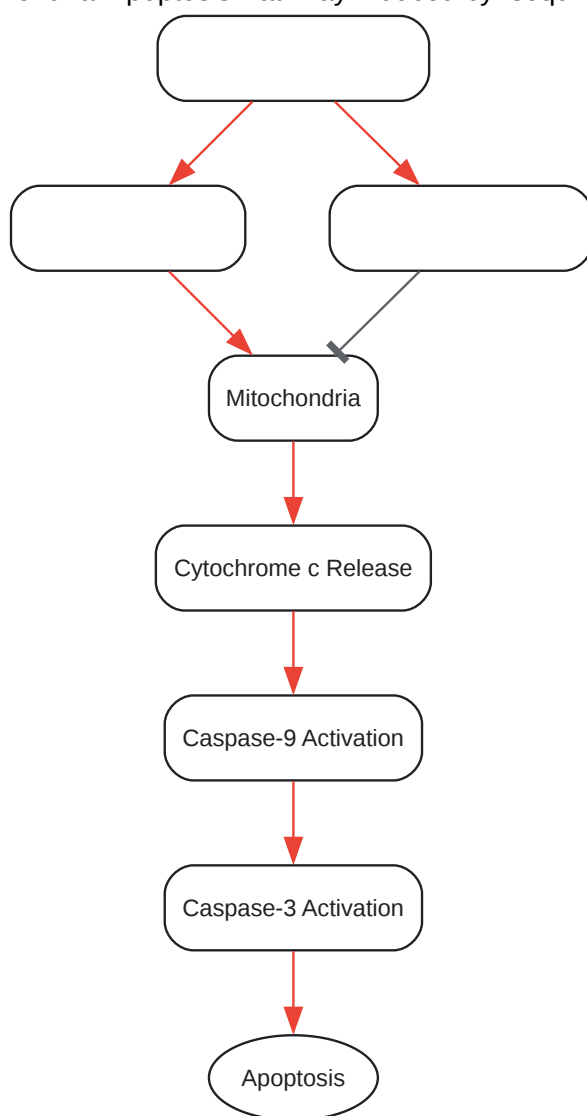 Mitochondria
Cytochrome c Release
Caspase-9 Activation
Caspase-3 Activation
Apoptosis